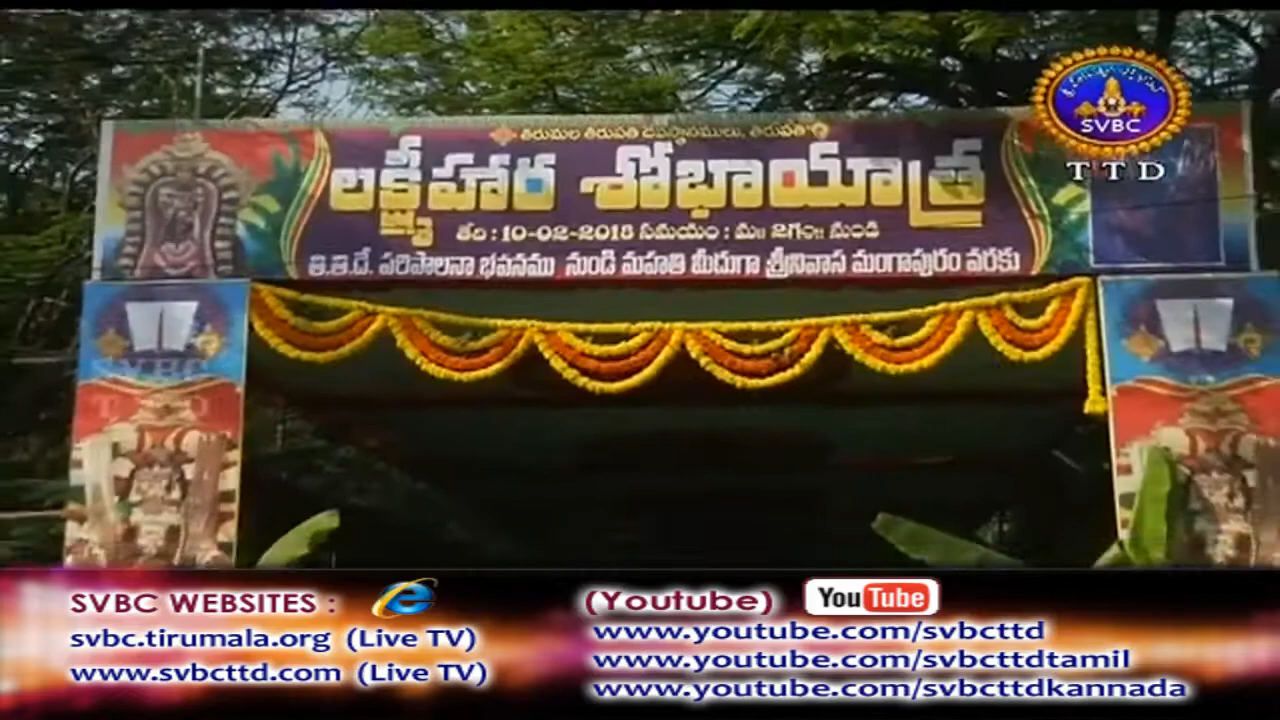 తిరుమల తిరుపతి దేవస్థానములు, తిరుపతి
లక్ష్మీహార శోభాయాత్ర
తేది : 10-02-2018 సమయం : మ॥ 2గం॥ నుండి
తి.తి.దే. పరిపాలనా భవనము నుండి మహతి మీదుగా శ్రీనివాస మంగాపురం వరకు
SVBC
TTD
SVBC WEBSITES :
svbc.tirumala.org (Live TV)
www.svbcttd.com (Live TV)
(Youtube) YouTube
www.youtube.com/svbcttd
www.youtube.com/svbcttdtamil
www.youtube.com/svbcttdkannada